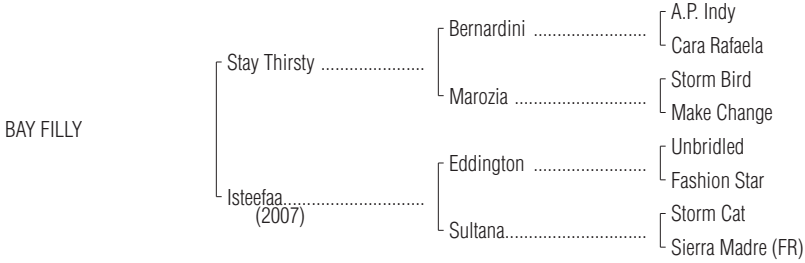 A.P. Indy
Bernardini ..............................
Cara Rafaela
Stay Thirsty ...........................
Storm Bird
Marozia ...................................
Make Change
BAY FILLY
Unbridled
Eddington ..............................
Fashion Star
Isteefaa.....................................
(2007)
Storm Cat
Sultana.....................................
Sierra Madre (FR)